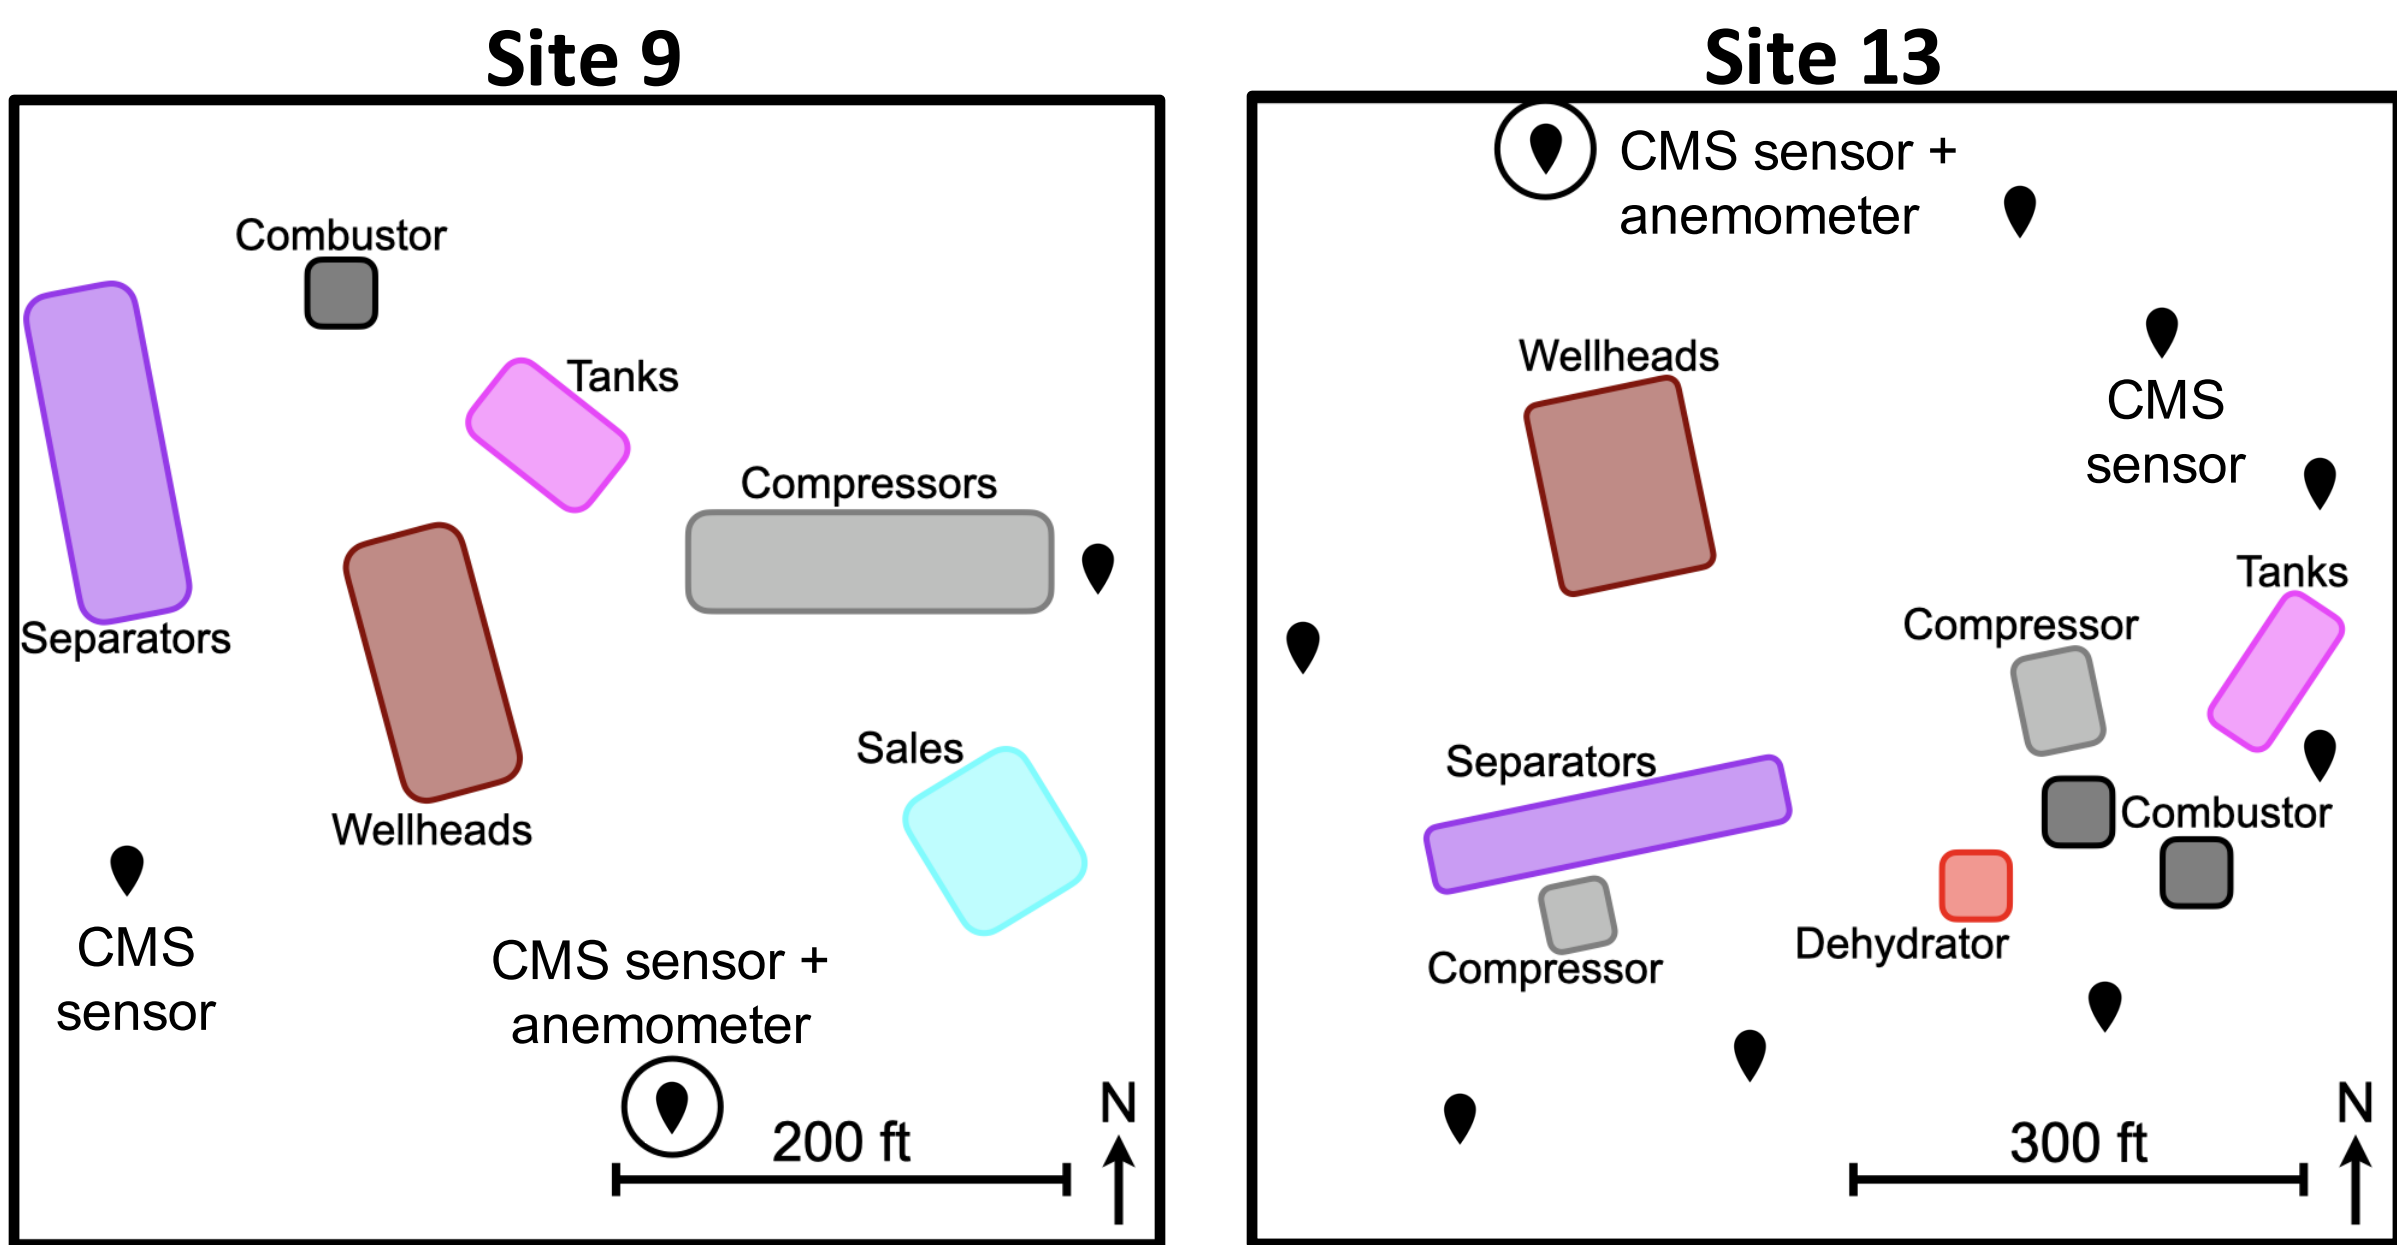 Site 9
Combustor
Tanks
Compressors
Separators
Sales
Wellheads
CMS
sensor
CMS sensor +
anemometer
200 ft
N
Site 13
CMS sensor +
anemometer
Wellheads
CMS
sensor
Tanks
Compressor
Separators
Combustor
Dehydrator
Compressor
300 ft
N